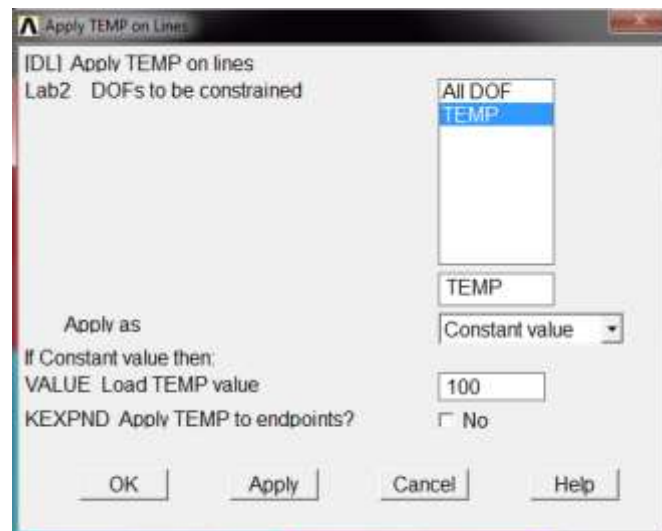 Apply TEMP on Lines
[DL] Apply TEMP on lines
Lab2 DOFs to be constrained
All DOF
TEMP
TEMP
Apply as Constant value
If Constant value then:
VALUE Load TEMP value 100
KEXPND Apply TEMP to endpoints? No
OK Apply Cancel Help